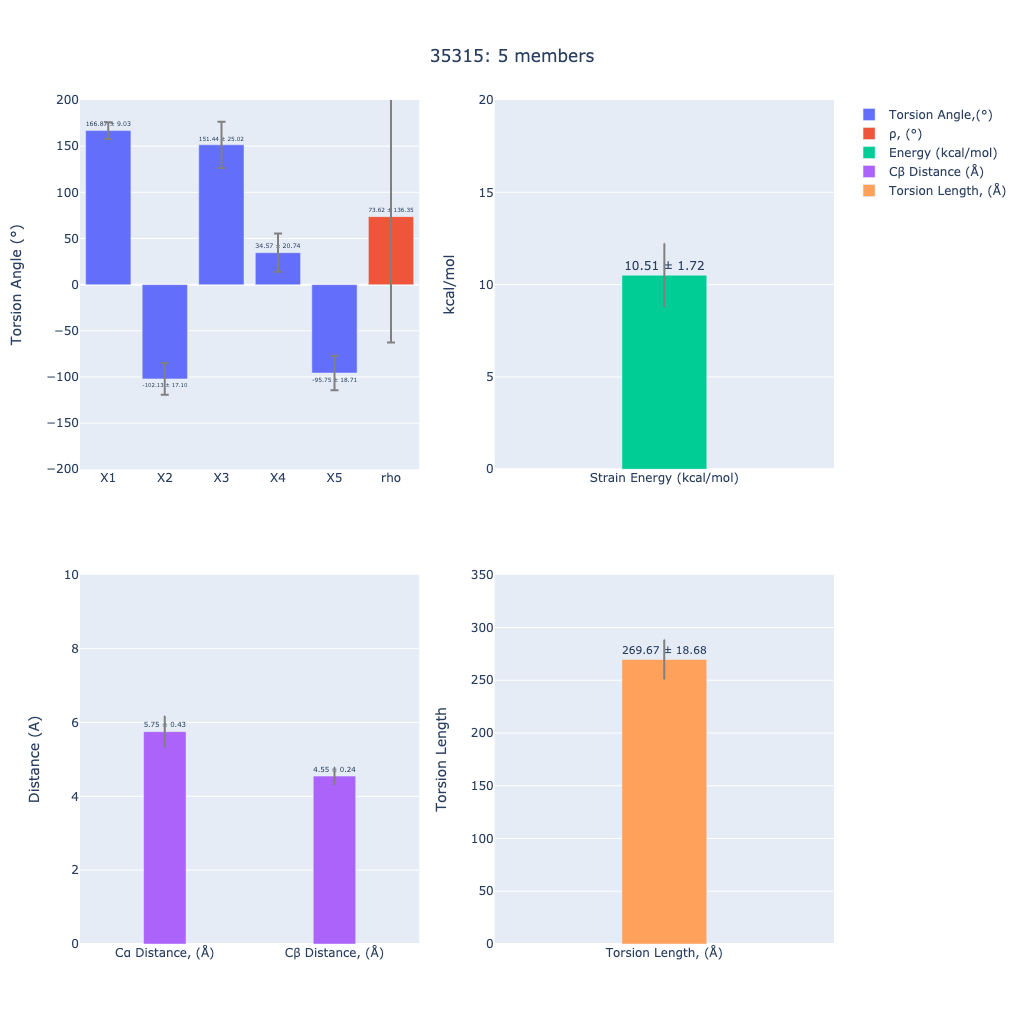 35315: 5 members
Torsion Angle (°)
200
150
100
50
0
−50
−100
−150
−200
± 9.03
-102.13 ± 17.10
151.44 ± 25.02
34.57 ± 20.74
-95.75 ± 18.71
73.62 ± 136.35
X1 X2 X3 X4 X5 rho
kcal/mol
20
15
10
5
0
10.51 ± 1.72
Strain Energy (kcal/mol)
Torsion Angle,(°)
ρ, (°)
Energy (kcal/mol)
Cβ Distance (Å)
Torsion Length, (Å)
Distance (A)
10
8
6
4
2
0
5.75 ± 0.43
4.55 ± 0.24
Cα Distance, (Å) Cβ Distance, (Å)
Torsion Length
350
300
250
200
150
100
50
0
269.67 ± 18.68
Torsion Length, (Å)